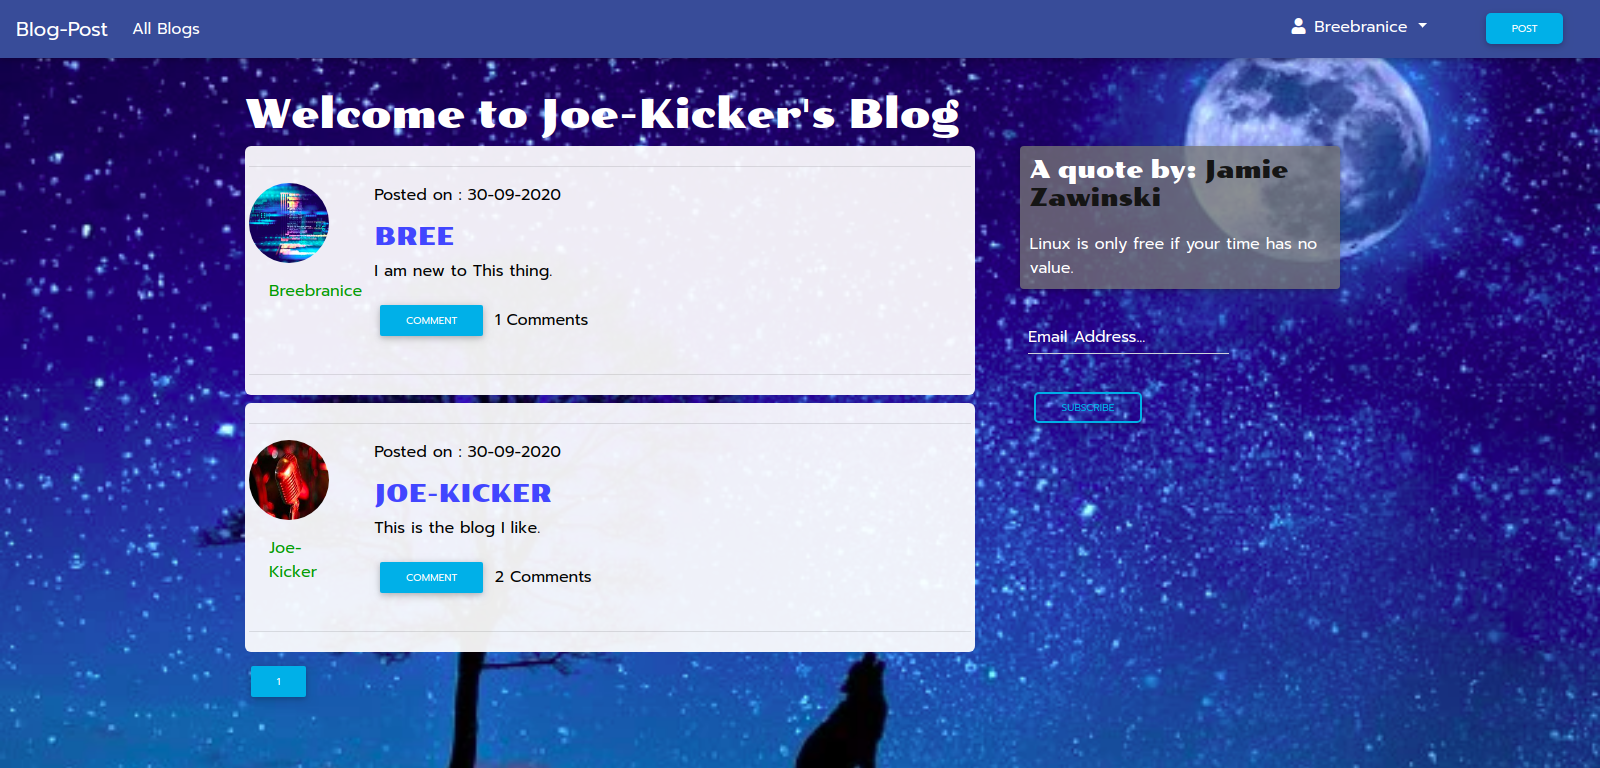 Blog-Post
All Blogs
Breebranice
POST
Welcome to Joe-Kicker's Blog
Posted on : 30-09-2020
BREE
I am new to This thing.
Breebranice
COMMENT
1 Comments
Posted on : 30-09-2020
JOE-KICKER
This is the blog I like.
Joe-
Kicker
COMMENT
2 Comments
1
A quote by: Jamie
Zawinski
Linux is only free if your time has no
value.
Email Address...
SUBSCRIBE